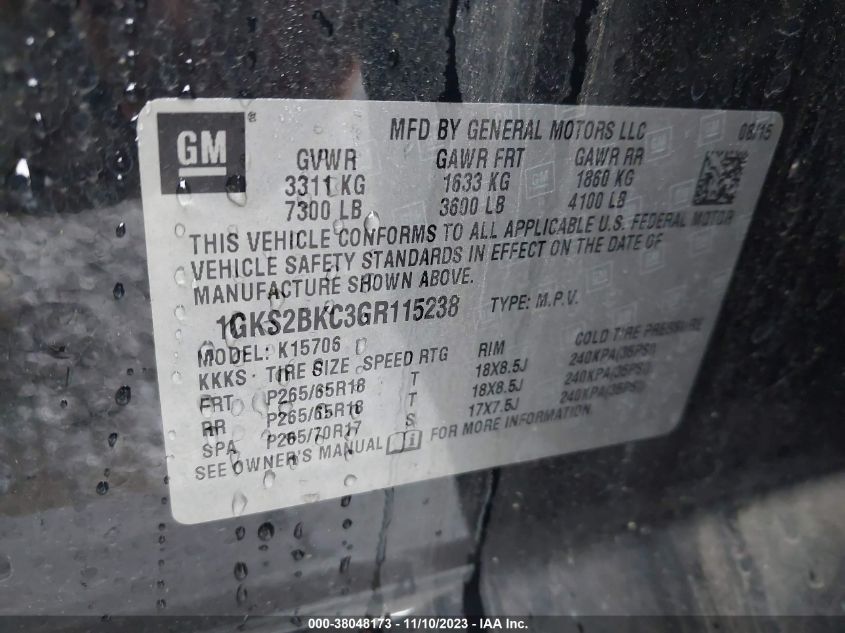 GM ®
MFD BY GENERAL MOTORS LLC 08/15
GVWR GAWR FRT GAWR RR
3311 KG 1633 KG 1860 KG
7300 LB 3600 LB 4100 LB
THIS VEHICLE CONFORMS TO ALL APPLICABLE U.S. FEDERAL MOTOR
VEHICLE SAFETY STANDARDS IN EFFECT ON THE DATE OF
MANUFACTURE SHOWN ABOVE.
1GKS2BKC3GR115238 TYPE: M.P.V.
MODEL: K15706
KKKS - TIRE SIZE SPEED RTG RIM COLD TIRE PRESSURE
FRT P265/65R18 T 18X8.5J 240KPA(35PSI)
RR P265/65R18 T 18X8.5J 240KPA(35PSI)
SPA P265/70R17 S 17X7.5J 240KPA(35PSI)
SEE OWNER'S MANUAL i FOR MORE INFORMATION.
000-38048173 - 11/10/2023 - IAA Inc.